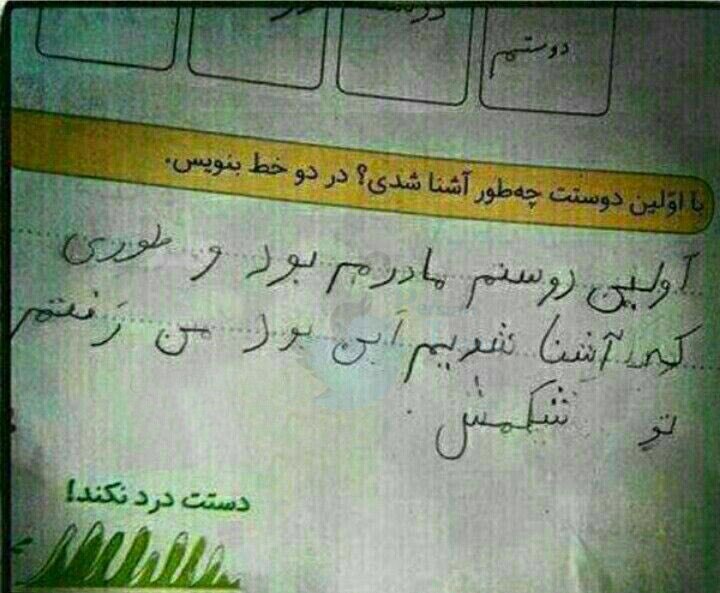 دوستیم
با اوّلین دوستت چه‌طور آشنا شدی؟ در دو خط بنویس.
اولین دوستم مادرم بود و طوری
که آشنا شدیم این بود من رفتم
تو شکمش.
دستت درد نکند!